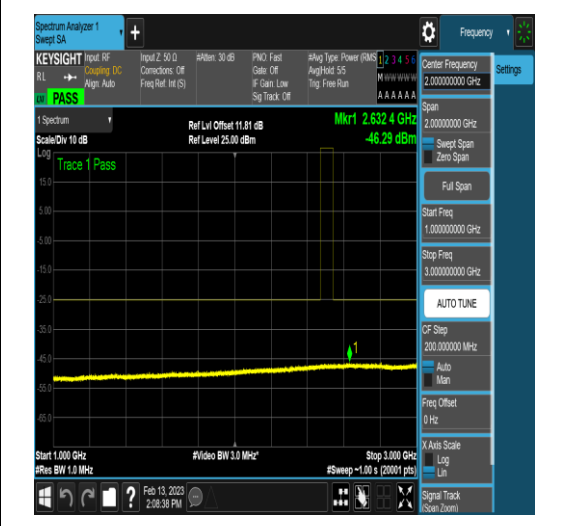 Spectrum Analyzer 1
Swept SA
+
Frequency
KEYSIGHT
Input: RF
Coupling: DC
Align: Auto
Input Z: 50 Ω
Corrections: Off
Freq Ref: Int (S)
#Atten: 30 dB
PNO: Fast
Gate: Off
IF Gain: Low
Sig Track: Off
#Avg Type: Power (RMS
Avg|Hold: 5/5
Trig: Free Run
1 2 3 4 5 6
M w w w w w
A A A A A A
RL
PASS
Center Frequency
2.000000000 GHz
Settings
Span
2.00000000 GHz
Swept Span
Zero Span
Full Span
Start Freq
1.000000000 GHz
Stop Freq
3.000000000 GHz
AUTO TUNE
CF Step
200.000000 MHz
Auto
Man
Freq Offset
0 Hz
X Axis Scale
Log
Lin
Signal Track
(Span Zoom)
1 Spectrum
Scale/Div 10 dB
Ref Lvl Offset 11.81 dB
Ref Level 25.00 dBm
Mkr1 2.632 4 GHz
-46.29 dBm
Log
Trace 1 Pass
15.0
5.00
-5.00
-15.0
-25.0
-35.0
-45.0
-55.0
-65.0
1
Start 1.000 GHz
#Res BW 1.0 MHz
#Video BW 3.0 MHz*
Stop 3.000 GHz
#Sweep ~1.00 s (20001 pts)
?
Feb 13, 2023
2:08:38 PM